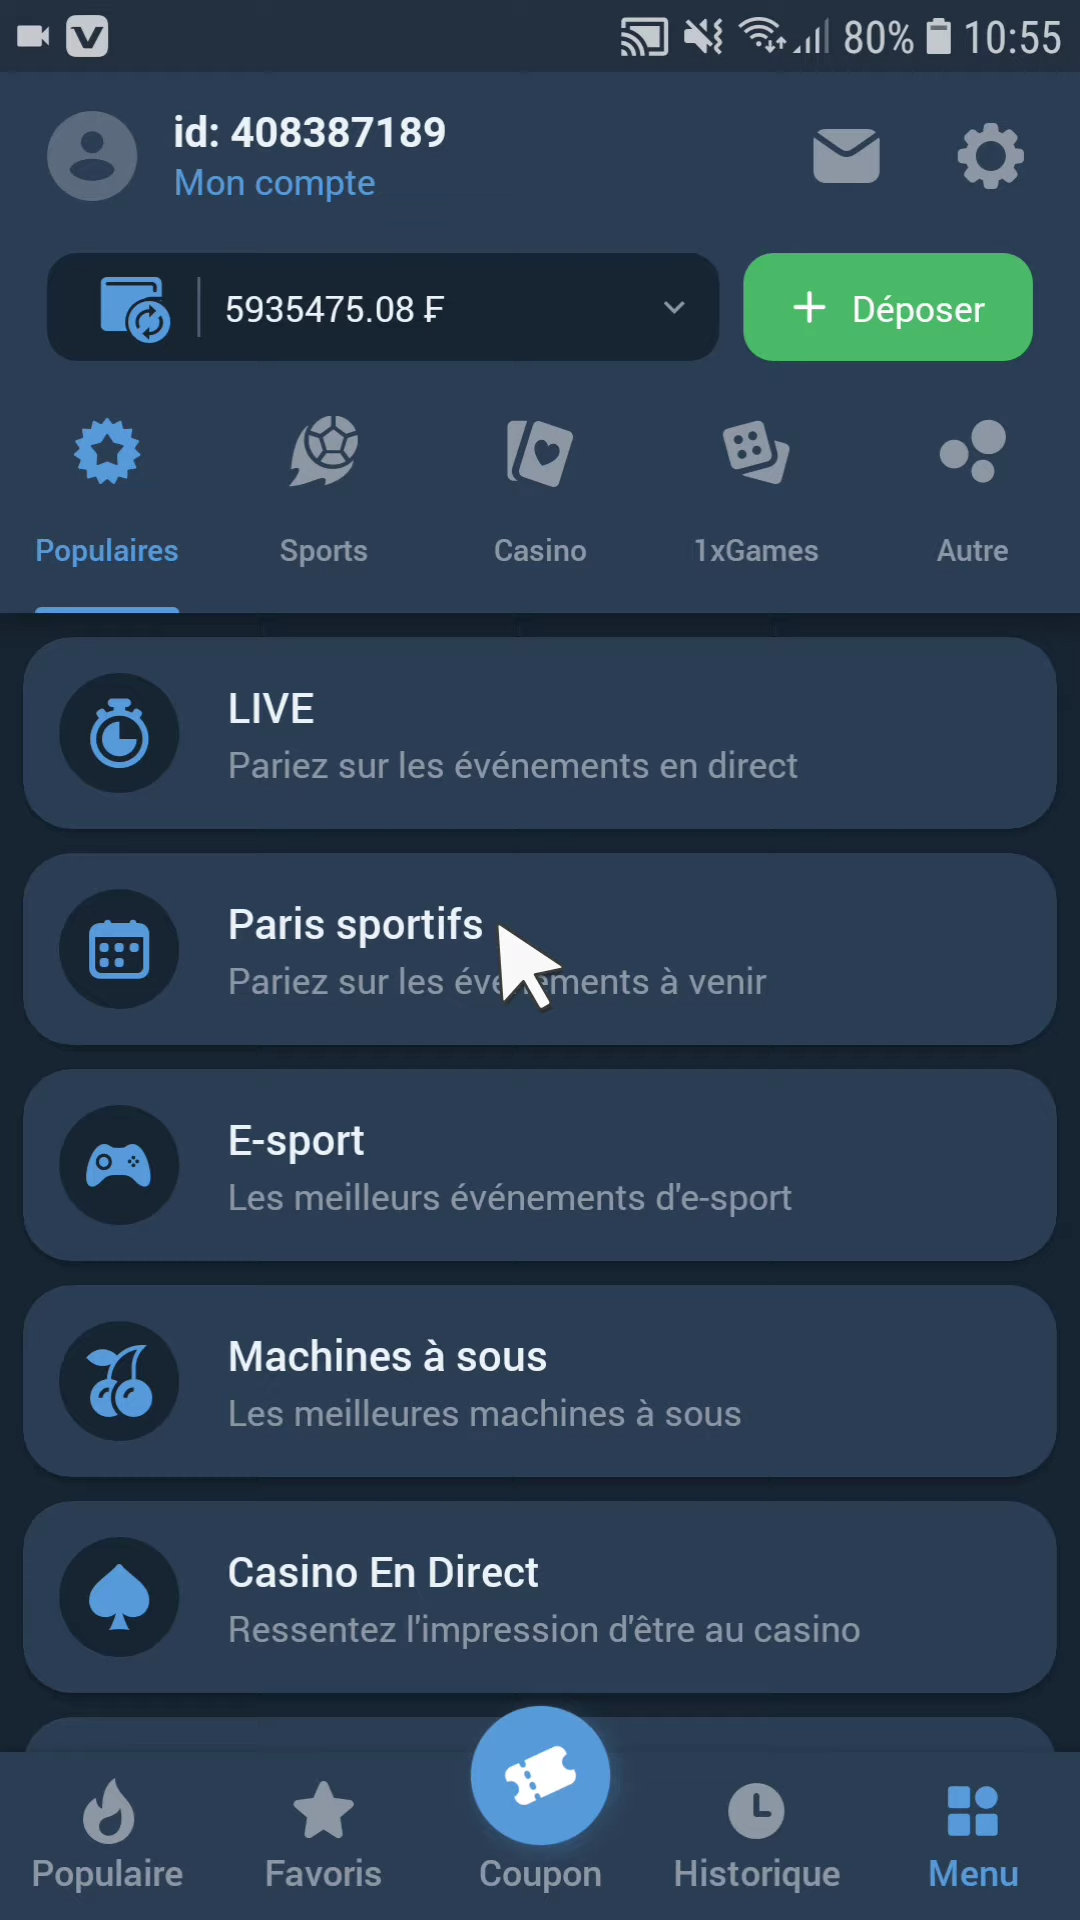 80% 10:55
id: 408387189
Mon compte
5935475.08 ₣
+ Déposer
Populaires Sports Casino 1xGames Autre
LIVE
Pariez sur les événements en direct
Paris sportifs
Pariez sur les événements à venir
E-sport
Les meilleurs événements d'e-sport
Machines à sous
Les meilleures machines à sous
Casino En Direct
Ressentez l'impression d'être au casino
Populaire Favoris Coupon Historique Menu